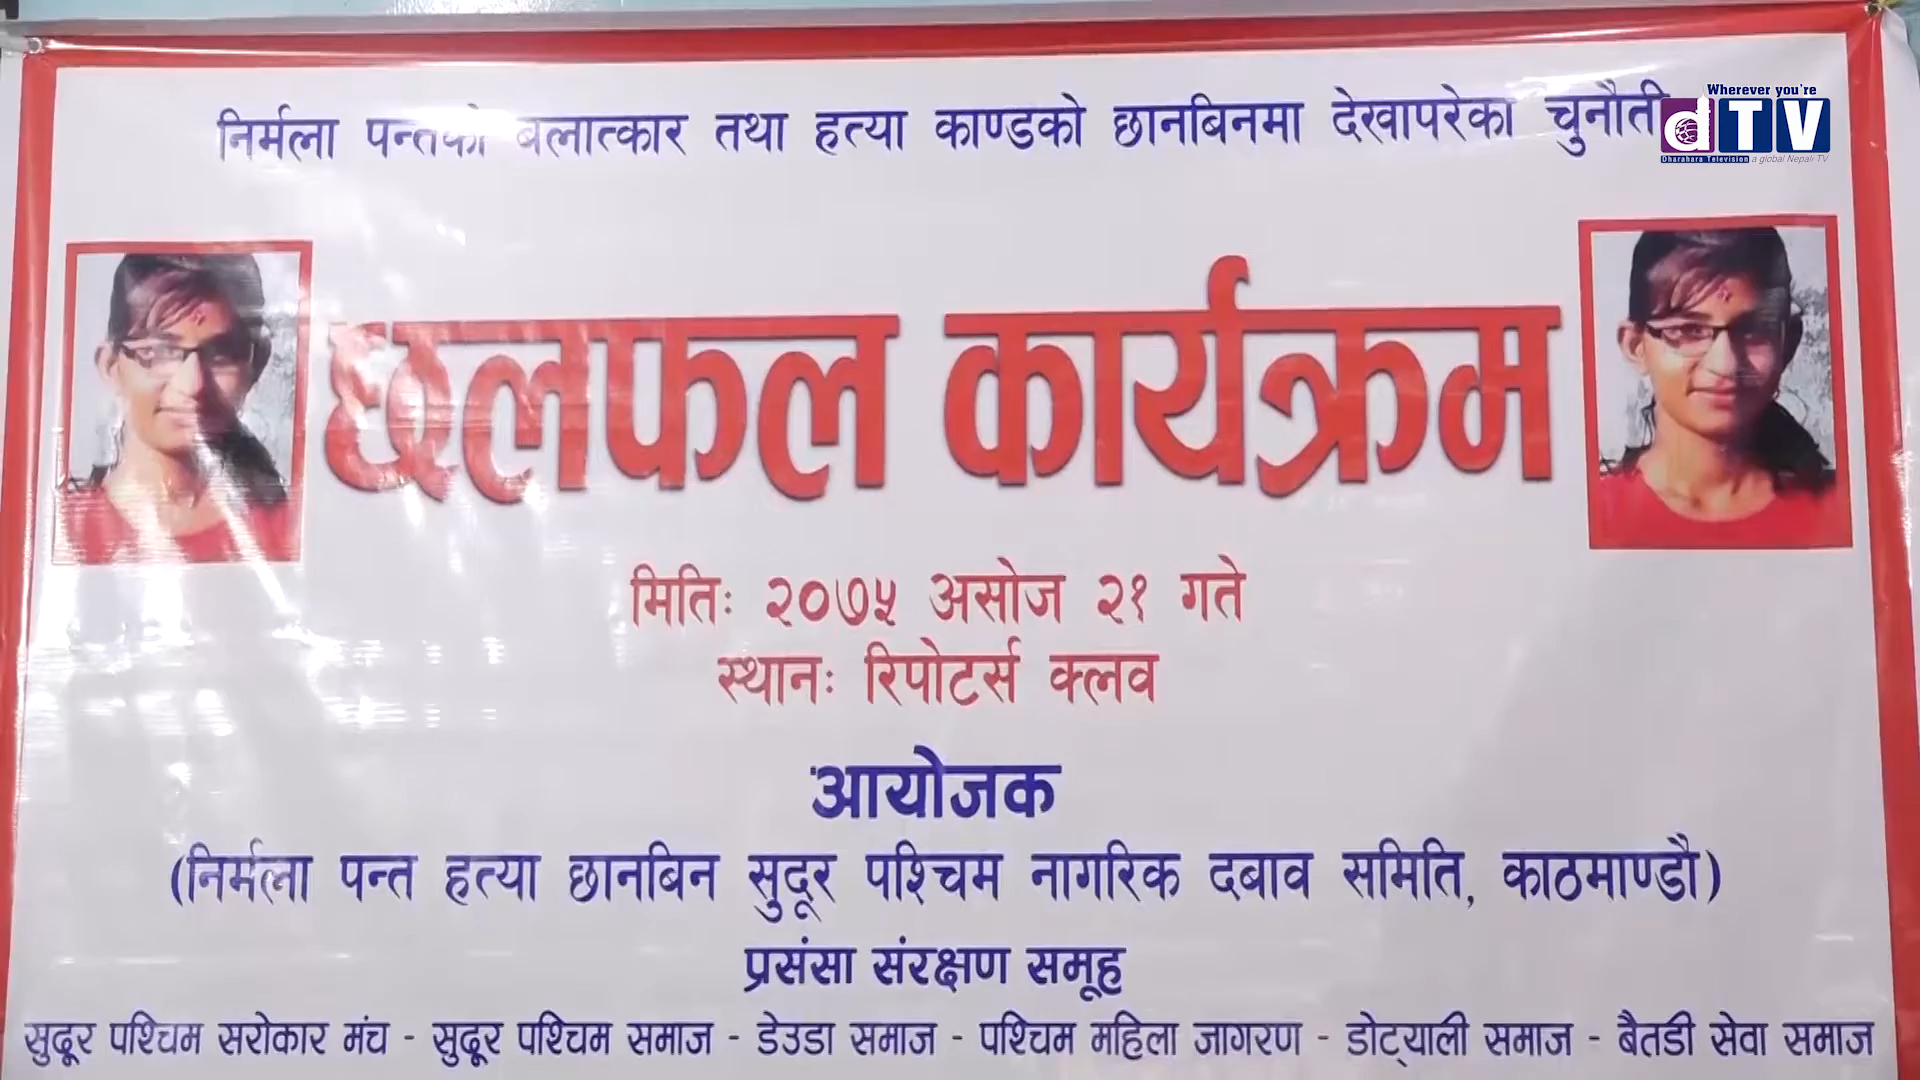 निर्मला पन्तको बलात्कार तथा हत्या काण्डको छानबिनमा देखापरेका चुनौती
Wherever you're
dTV
Dharahara Television a global Nepali TV
छलफल कार्यक्रम
मितिः २०७५ असोज २१ गते
स्थानः रिपोटर्स क्लव
आयोजक
(निर्मला पन्त हत्या छानबिन सुदूर पश्चिम नागरिक दबाव समिति, काठमाण्डौ)
प्रसंसा संरक्षण समूह
सुदूर पश्चिम सरोकार मंच - सुदूर पश्चिम समाज - डेउडा समाज - पश्चिम महिला जागरण - डोट्याली समाज - बैतडी सेवा समाज